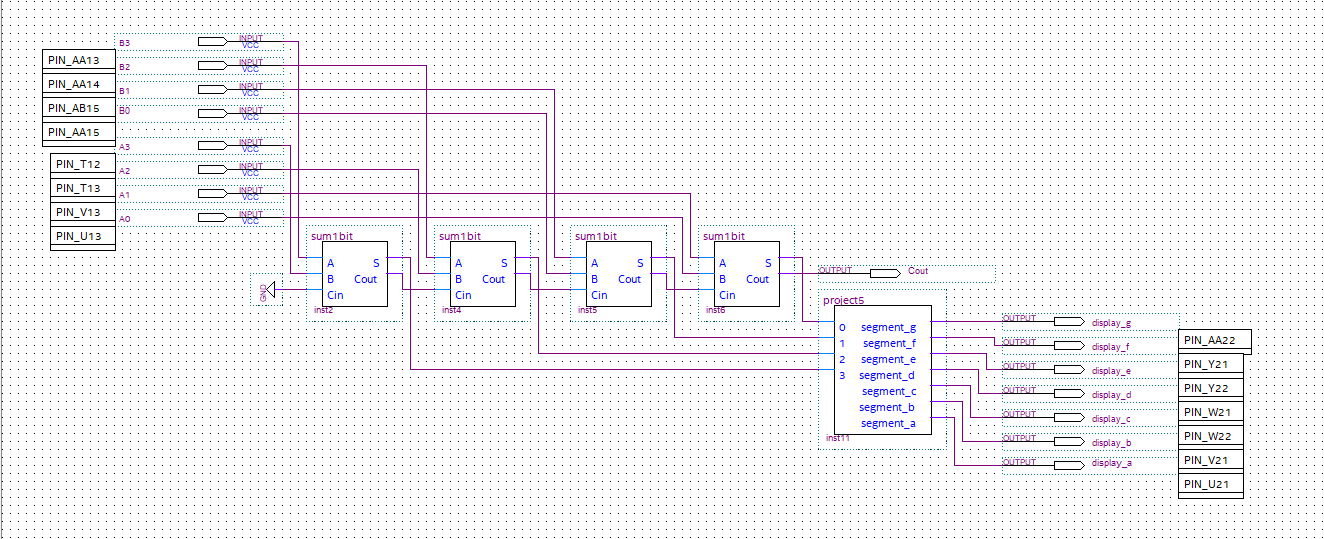 B3 INPUT VCC
PIN_AA13
B2 INPUT VCC
PIN_AA14
B1 INPUT VCC
PIN_AB15
B0 INPUT VCC
PIN_AA15
A3 INPUT VCC
PIN_T12
A2 INPUT VCC
PIN_T13
A1 INPUT VCC
PIN_V13
A0 INPUT VCC
PIN_U13
sum1bit
A S
B Cout
Cin
inst2
GND
sum1bit
A S
B Cout
Cin
inst4
sum1bit
A S
B Cout
Cin
inst5
sum1bit
A S
B Cout
Cin
inst6
OUTPUT Cout
project5
0 segment_g
1 segment_f
2 segment_e
3 segment_d
segment_c
segment_b
segment_a
inst11
OUTPUT display_g
PIN_AA22
OUTPUT display_f
PIN_Y21
OUTPUT display_e
PIN_Y22
OUTPUT display_d
PIN_W21
OUTPUT display_c
PIN_W22
OUTPUT display_b
PIN_V21
OUTPUT display_a
PIN_U21